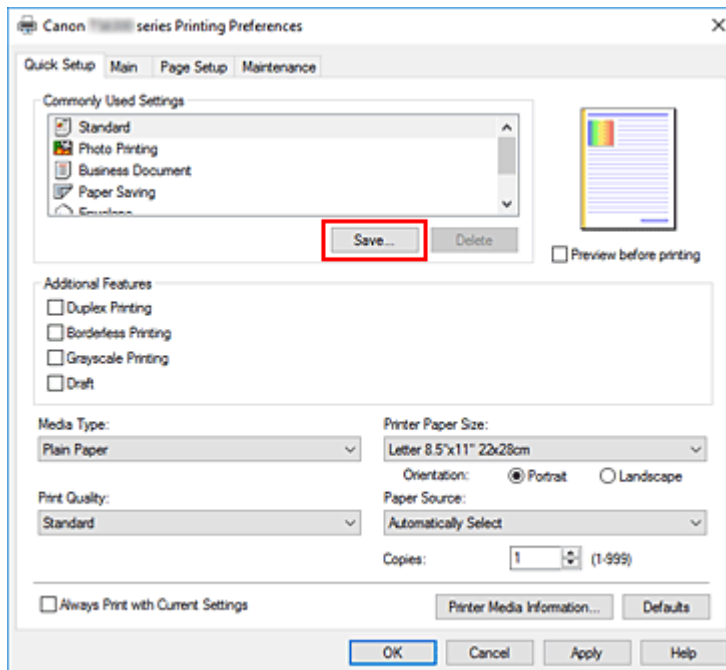 Canon series Printing Preferences
Quick Setup Main Page Setup Maintenance
Commonly Used Settings
Standard
Photo Printing
Business Document
Paper Saving
Save... Delete
Preview before printing
Additional Features
Duplex Printing
Borderless Printing
Grayscale Printing
Draft
Media Type: Printer Paper Size:
Plain Paper Letter 8.5"x11" 22x28cm
Orientation: Portrait Landscape
Print Quality: Paper Source:
Standard Automatically Select
Copies: 1 (1-999)
Always Print with Current Settings Printer Media Information... Defaults
OK Cancel Apply Help